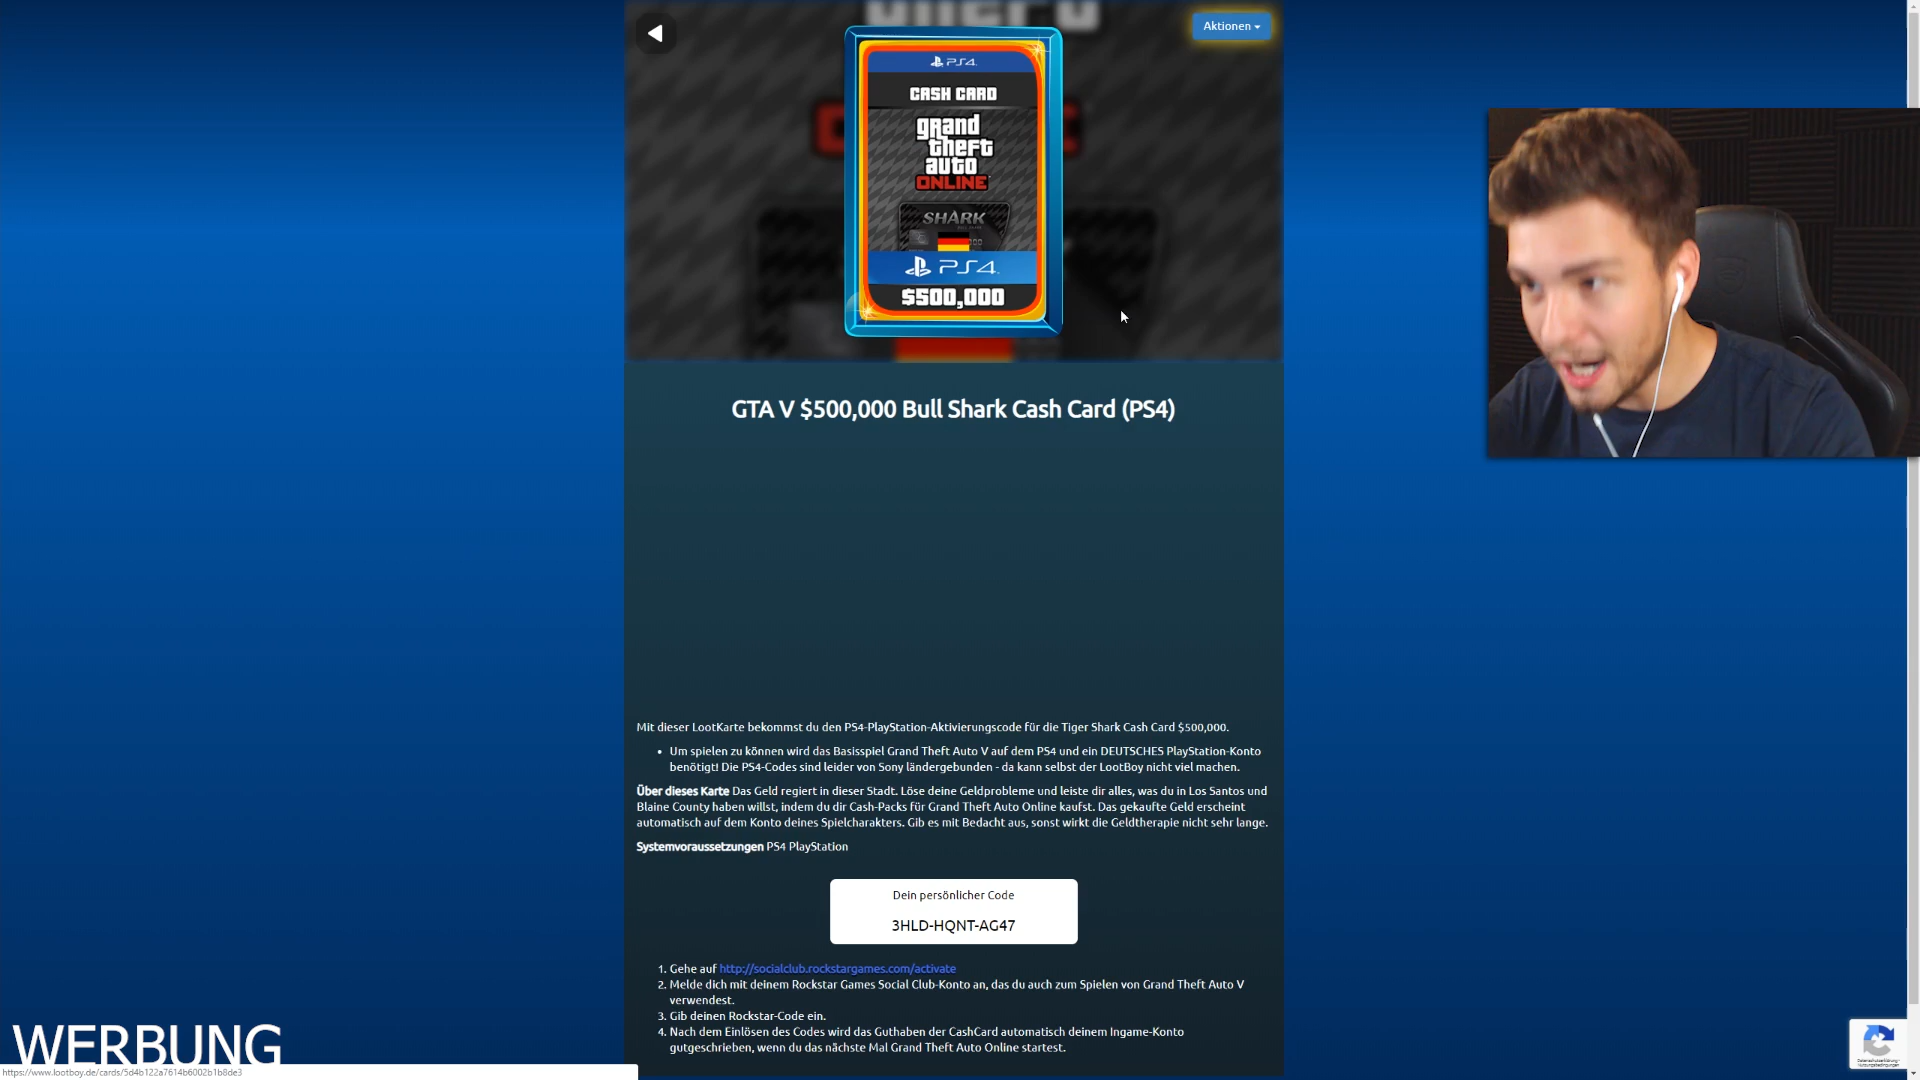 Aktionen
PS4
CASH CARD
grand
theft
auto
ONLINE
SHARK
PS4
$500,000
GTA V $500,000 Bull Shark Cash Card (PS4)
Mit dieser LootKarte bekommst du den PS4-PlayStation-Aktivierungscode für die Tiger Shark Cash Card $500,000.
• Um spielen zu können wird das Basisspiel Grand Theft Auto V auf dem PS4 und ein DEUTSCHES PlayStation-Konto
benötigt! Die PS4-Codes sind leider von Sony ländergebunden - da kann selbst der LootBoy nicht viel machen.
Über dieses Karte Das Geld regiert in dieser Stadt. Löse deine Geldprobleme und leiste dir alles, was du in Los Santos und
Blaine County haben willst, indem du dir Cash-Packs für Grand Theft Auto Online kaufst. Das gekaufte Geld erscheint
automatisch auf dem Konto deines Spielcharakters. Gib es mit Bedacht aus, sonst wirkt die Geldtherapie nicht sehr lange.
Systemvoraussetzungen PS4 PlayStation
Dein persönlicher Code
3HLD-HQNT-AG47
1. Gehe auf http://socialclub.rockstargames.com/activate
2. Melde dich mit deinem Rockstar Games Social Club-Konto an, das du auch zum Spielen von Grand Theft Auto V
verwendest.
3. Gib deinen Rockstar-Code ein.
4. Nach dem Einlösen des Codes wird das Guthaben der CashCard automatisch deinem Ingame-Konto
gutgeschrieben, wenn du das nächste Mal Grand Theft Auto Online startest.
WERBUNG
https://www.lootboy.de/cards/5d4b122a7614b6002b1b8de3